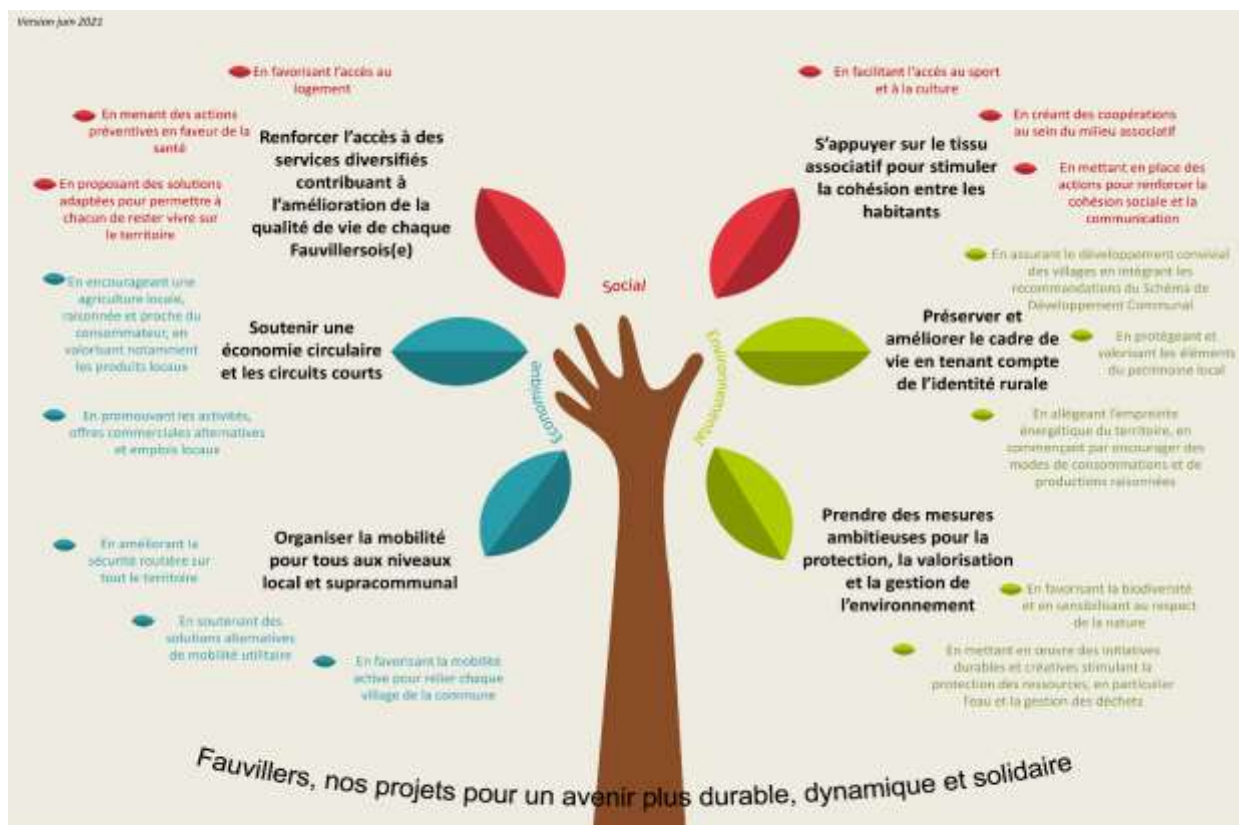 Version juin 2021
En favorisant l'accès au
logement
En menant des actions
préventives en faveur de la
santé
En proposant des solutions
adaptées pour permettre à
chacun de rester vivre sur
le territoire
Renforcer l'accès à des
services diversifiés
contribuant à
l'amélioration de la
qualité de vie de chaque
Fauvillersois(e)
En encourageant une
agriculture locale,
raisonnée et proche du
consommateur, en
valorisant notamment
les produits locaux
Soutenir une
économie circulaire
et les circuits courts
En promouvant les activités,
offres commerciales alternatives
et emplois locaux
Organiser la mobilité
pour tous aux niveaux
local et supracommunal
En améliorant la
sécurité routière sur
tout le territoire
En soutenant des
solutions alternatives
de mobilité utilitaire
En favorisant la mobilité
active pour relier chaque
village de la commune
Economique
Social
Environnemental
En facilitant l'accès au sport
et à la culture
En créant des coopérations
au sein du milieu associatif
S'appuyer sur le tissu
associatif pour stimuler
la cohésion entre les
habitants
En mettant en place des
actions pour renforcer la
cohésion sociale et la
communication
En assurant le développement convivial
des villages en intégrant les
recommandations du Schéma de
Développement Communal
Préserver et
améliorer le cadre de
vie en tenant compte
de l'identité rurale
En protégeant et
valorisant les éléments
du patrimoine local
En allégeant l'empreinte
énergétique du territoire, en
commençant par encourager des
modes de consommations et de
productions raisonnées
Prendre des mesures
ambitieuses pour la
protection, la valorisation
et la gestion de
l'environnement
En favorisant la biodiversité
et en sensibilisant au respect
de la nature
En mettant en œuvre des initiatives
durables et créatives stimulant la
protection des ressources, en particulier
l'eau et la gestion des déchets
Fauvillers, nos projets pour un avenir plus durable, dynamique et solidaire